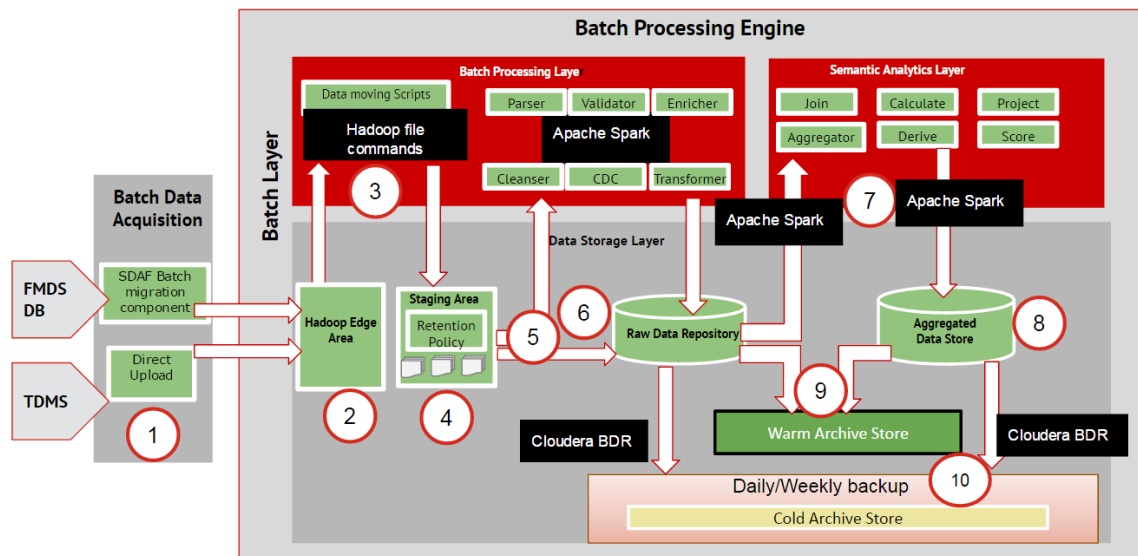 Batch Processing Engine
Batch Processing Layer
Semantic Analytics Layer
Data moving Scripts
Parser
Validator
Enricher
Join
Calculate
Project
Hadoop file
commands
Apache Spark
Aggregator
Derive
Score
Cleanser
CDC
Transformer
3
7
Batch Layer
Batch Data
Acquisition
Apache Spark
Apache Spark
Data Storage Layer
FMDS
DB
SDAF Batch
migration
component
Hadoop Edge
Area
Staging Area
Retention
Policy
5
6
Raw Data Repository
Aggregated
Data Store
8
TDMS
Direct
Upload
1
2
4
9
Cloudera BDR
Warm Archive Store
Cloudera BDR
10
Daily/Weekly backup
Cold Archive Store